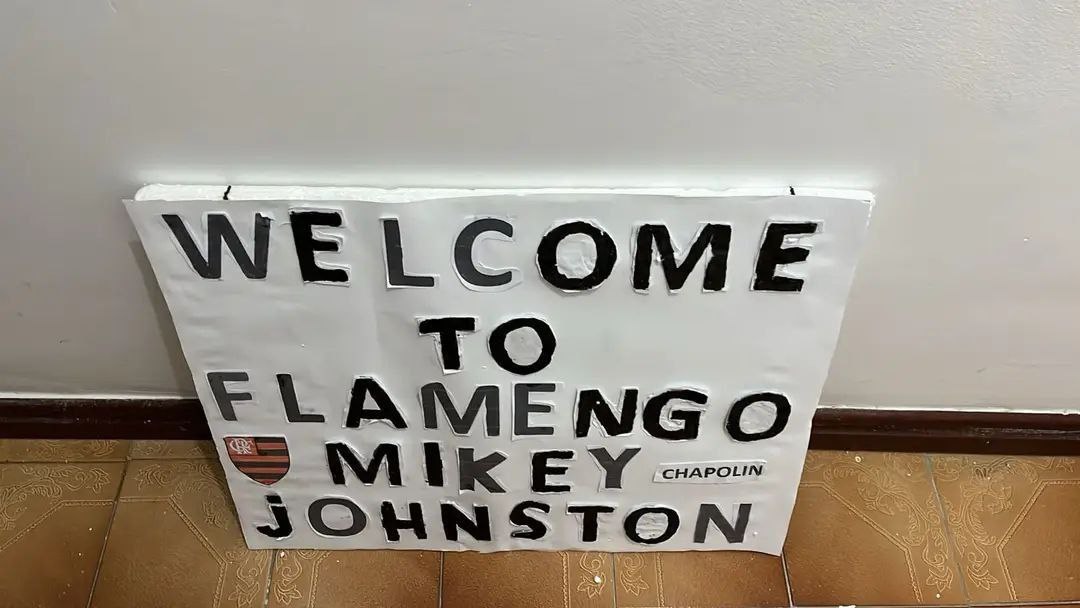 WELCOME
TO
FLAMENGO
MIKEY CHAPOLIN
jOHNSTON